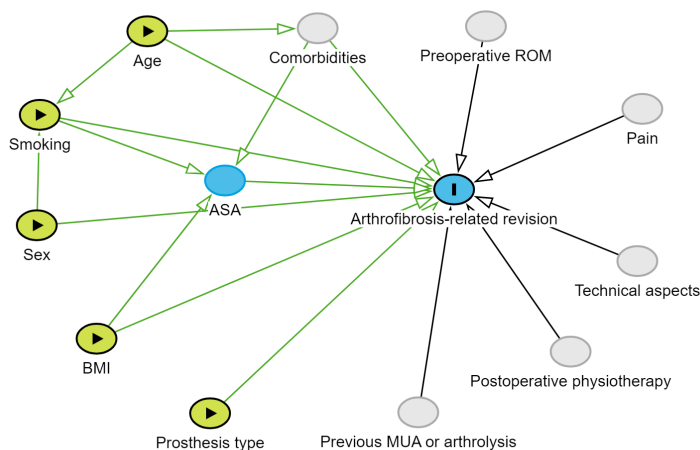 Age
Comorbidities
Preoperative ROM
Smoking
Pain
ASA
Arthrofibrosis-related revision
Sex
Technical aspects
BMI
Postoperative physiotherapy
Prosthesis type
Previous MUA or arthrolysis